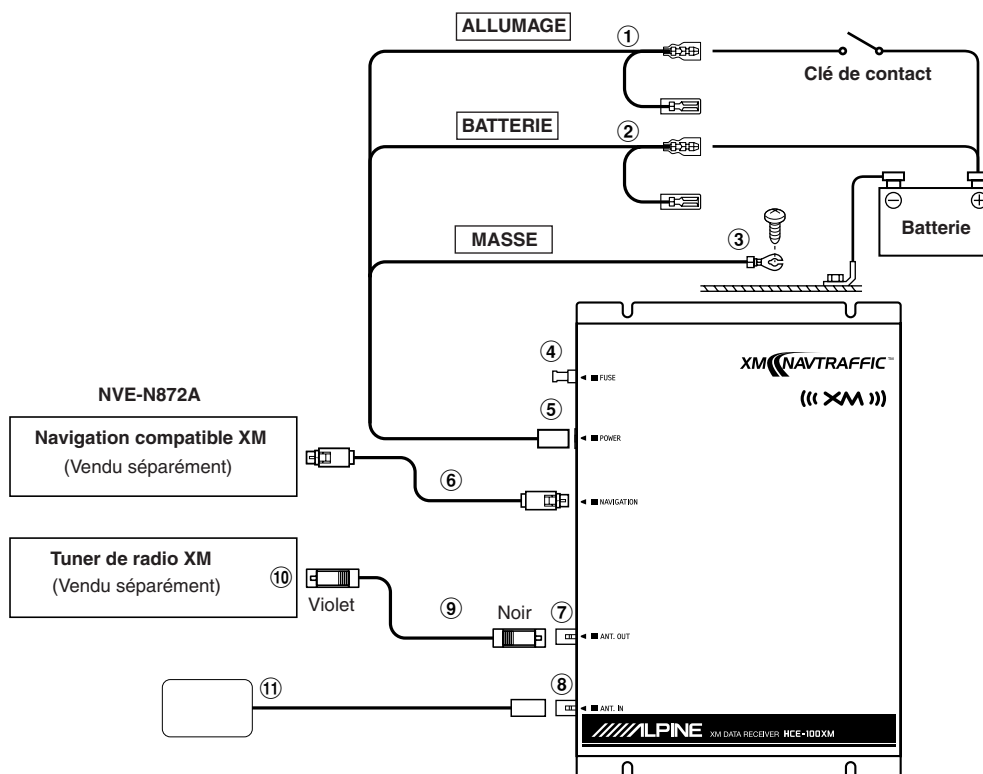 ALLUMAGE
①
Clé de contact
BATTERIE
②
⊖
⊕
Batterie
MASSE
③
④
FUSE
XM NAVTRAFFIC™
((( XM )))
NVE-N872A
⑤
POWER
Navigation compatible XM
(Vendu séparément)
⑥
NAVIGATION
Tuner de radio XM
(Vendu séparément)
⑩
Violet
⑨
Noir
⑦
ANT. OUT
⑪
⑧
ANT. IN
ALPINE XM DATA RECEIVER HCE-100XM